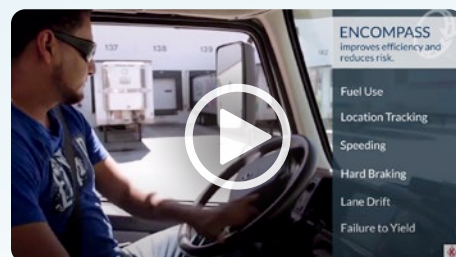 137
138
139
ENCOMPASS
improves efficiency and
reduces risk.
Fuel Use
Location Tracking
Speeding
Hard Braking
Lane Drift
Failure to Yield